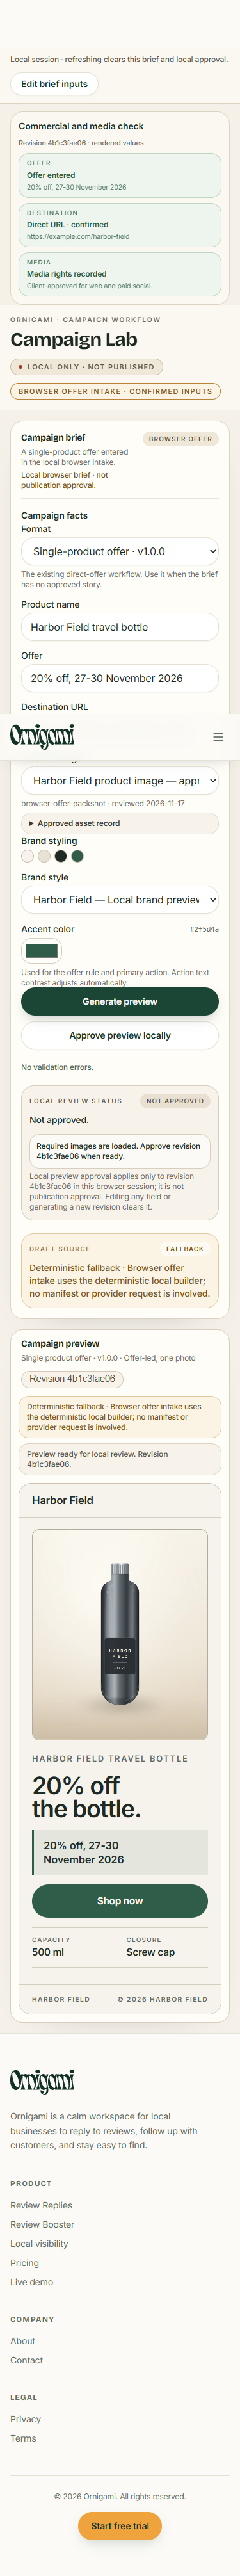 Local session · refreshing clears this brief and local approval.
Edit brief inputs
Commercial and media check
Revision 4b1c3fae06 · rendered values
OFFER
Offer entered
20% off, 27-30 November 2026
DESTINATION
Direct URL · confirmed
https://example.com/harbor-field
MEDIA
Media rights recorded
Client-approved for web and paid social.
ORNIGAMI · CAMPAIGN WORKFLOW
Campaign Lab
LOCAL ONLY · NOT PUBLISHED
BROWSER OFFER INTAKE · CONFIRMED INPUTS
Campaign brief
BROWSER OFFER
A single-product offer entered
in the local browser intake.
Local browser brief · not
publication approval.
Campaign facts
Format
Single-product offer · v1.0.0
The existing direct-offer workflow. Use it when the brief
has no approved story.
Product name
Harbor Field travel bottle
Offer
20% off, 27-30 November 2026
Destination URL
Ornigami
Harbor Field product image — appr
browser-offer-packshot · reviewed 2026-11-17
Approved asset record
Brand styling
Brand style
Harbor Field — Local brand preview
Accent color
#2f5d4a
Used for the offer rule and primary action. Action text
contrast adjusts automatically.
Generate preview
Approve preview locally
No validation errors.
LOCAL REVIEW STATUS
NOT APPROVED
Not approved.
Required images are loaded. Approve revision
4b1c3fae06 when ready.
Local preview approval applies only to revision
4b1c3fae06 in this browser session; it is not
publication approval. Editing any field or
generating a new revision clears it.
DRAFT SOURCE
FALLBACK
Deterministic fallback · Browser offer
intake uses the deterministic local builder;
no manifest or provider request is involved.
Campaign preview
Single product offer · v1.0.0 · Offer-led, one photo
Revision 4b1c3fae06
Deterministic fallback · Browser offer intake uses
the deterministic local builder; no manifest or
provider request is involved.
Preview ready for local review. Revision
4b1c3fae06.
Harbor Field
HARBOR
FIELD
HARBOR FIELD TRAVEL BOTTLE
20% off
the bottle.
20% off, 27-30
November 2026
Shop now
CAPACITY
500 ml
CLOSURE
Screw cap
HARBOR FIELD
© 2026 HARBOR FIELD
Ornigami
Ornigami is a calm workspace for local
businesses to reply to reviews, follow up with
customers, and stay easy to find.
PRODUCT
Review Replies
Review Booster
Local visibility
Pricing
Live demo
COMPANY
About
Contact
LEGAL
Privacy
Terms
© 2026 Ornigami. All rights reserved.
Start free trial